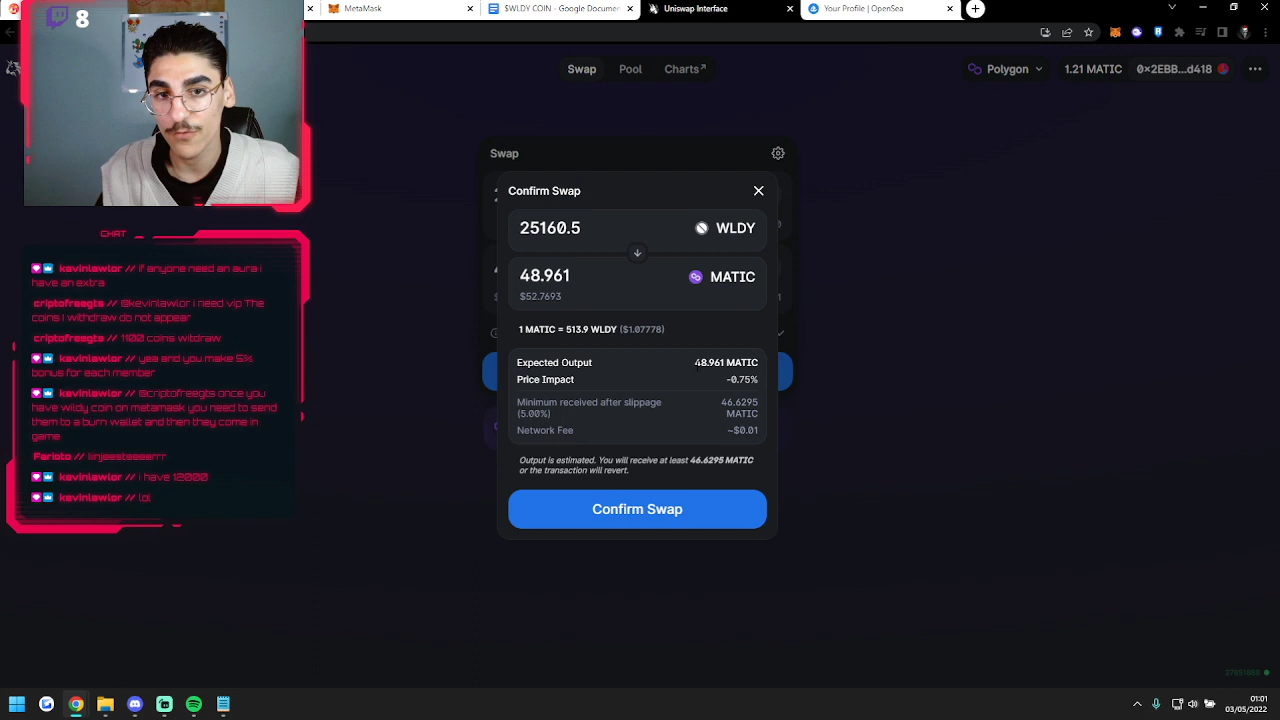 8
MetaMask
$WLDY COIN - Google Documen
Uniswap Interface
Your Profile | OpenSea
Swap
Pool
Charts↗
Polygon
1.21 MATIC
0x2EBB...d418
Swap
Confirm Swap
25160.5
WLDY
48.961
MATIC
$52.7693
1 MATIC = 513.9 WLDY ($1.07778)
Expected Output
48.961 MATIC
Price Impact
-0.75%
Minimum received after slippage
(5.00%)
46.6295
MATIC
Network Fee
~$0.01
Output is estimated. You will receive at least 46.6295 MATIC
or the transaction will revert.
Confirm Swap
CHAT
kevinlawlor // if anyone need an aura i
have an extra
criptofreegts // @kevinlawlor i need vip The
coins I withdraw do not appear
criptofreegts // 1100 coins witdraw
kevinlawlor // yea and you make 5%
bonus for each member
kevinlawlor // @criptofreegts once you
have wildy coin on metamask you need to send
them to a burn wallet and then they come in
game
kevinlawlor // i have 12000
kevinlawlor // lol
01:01
03/05/2022